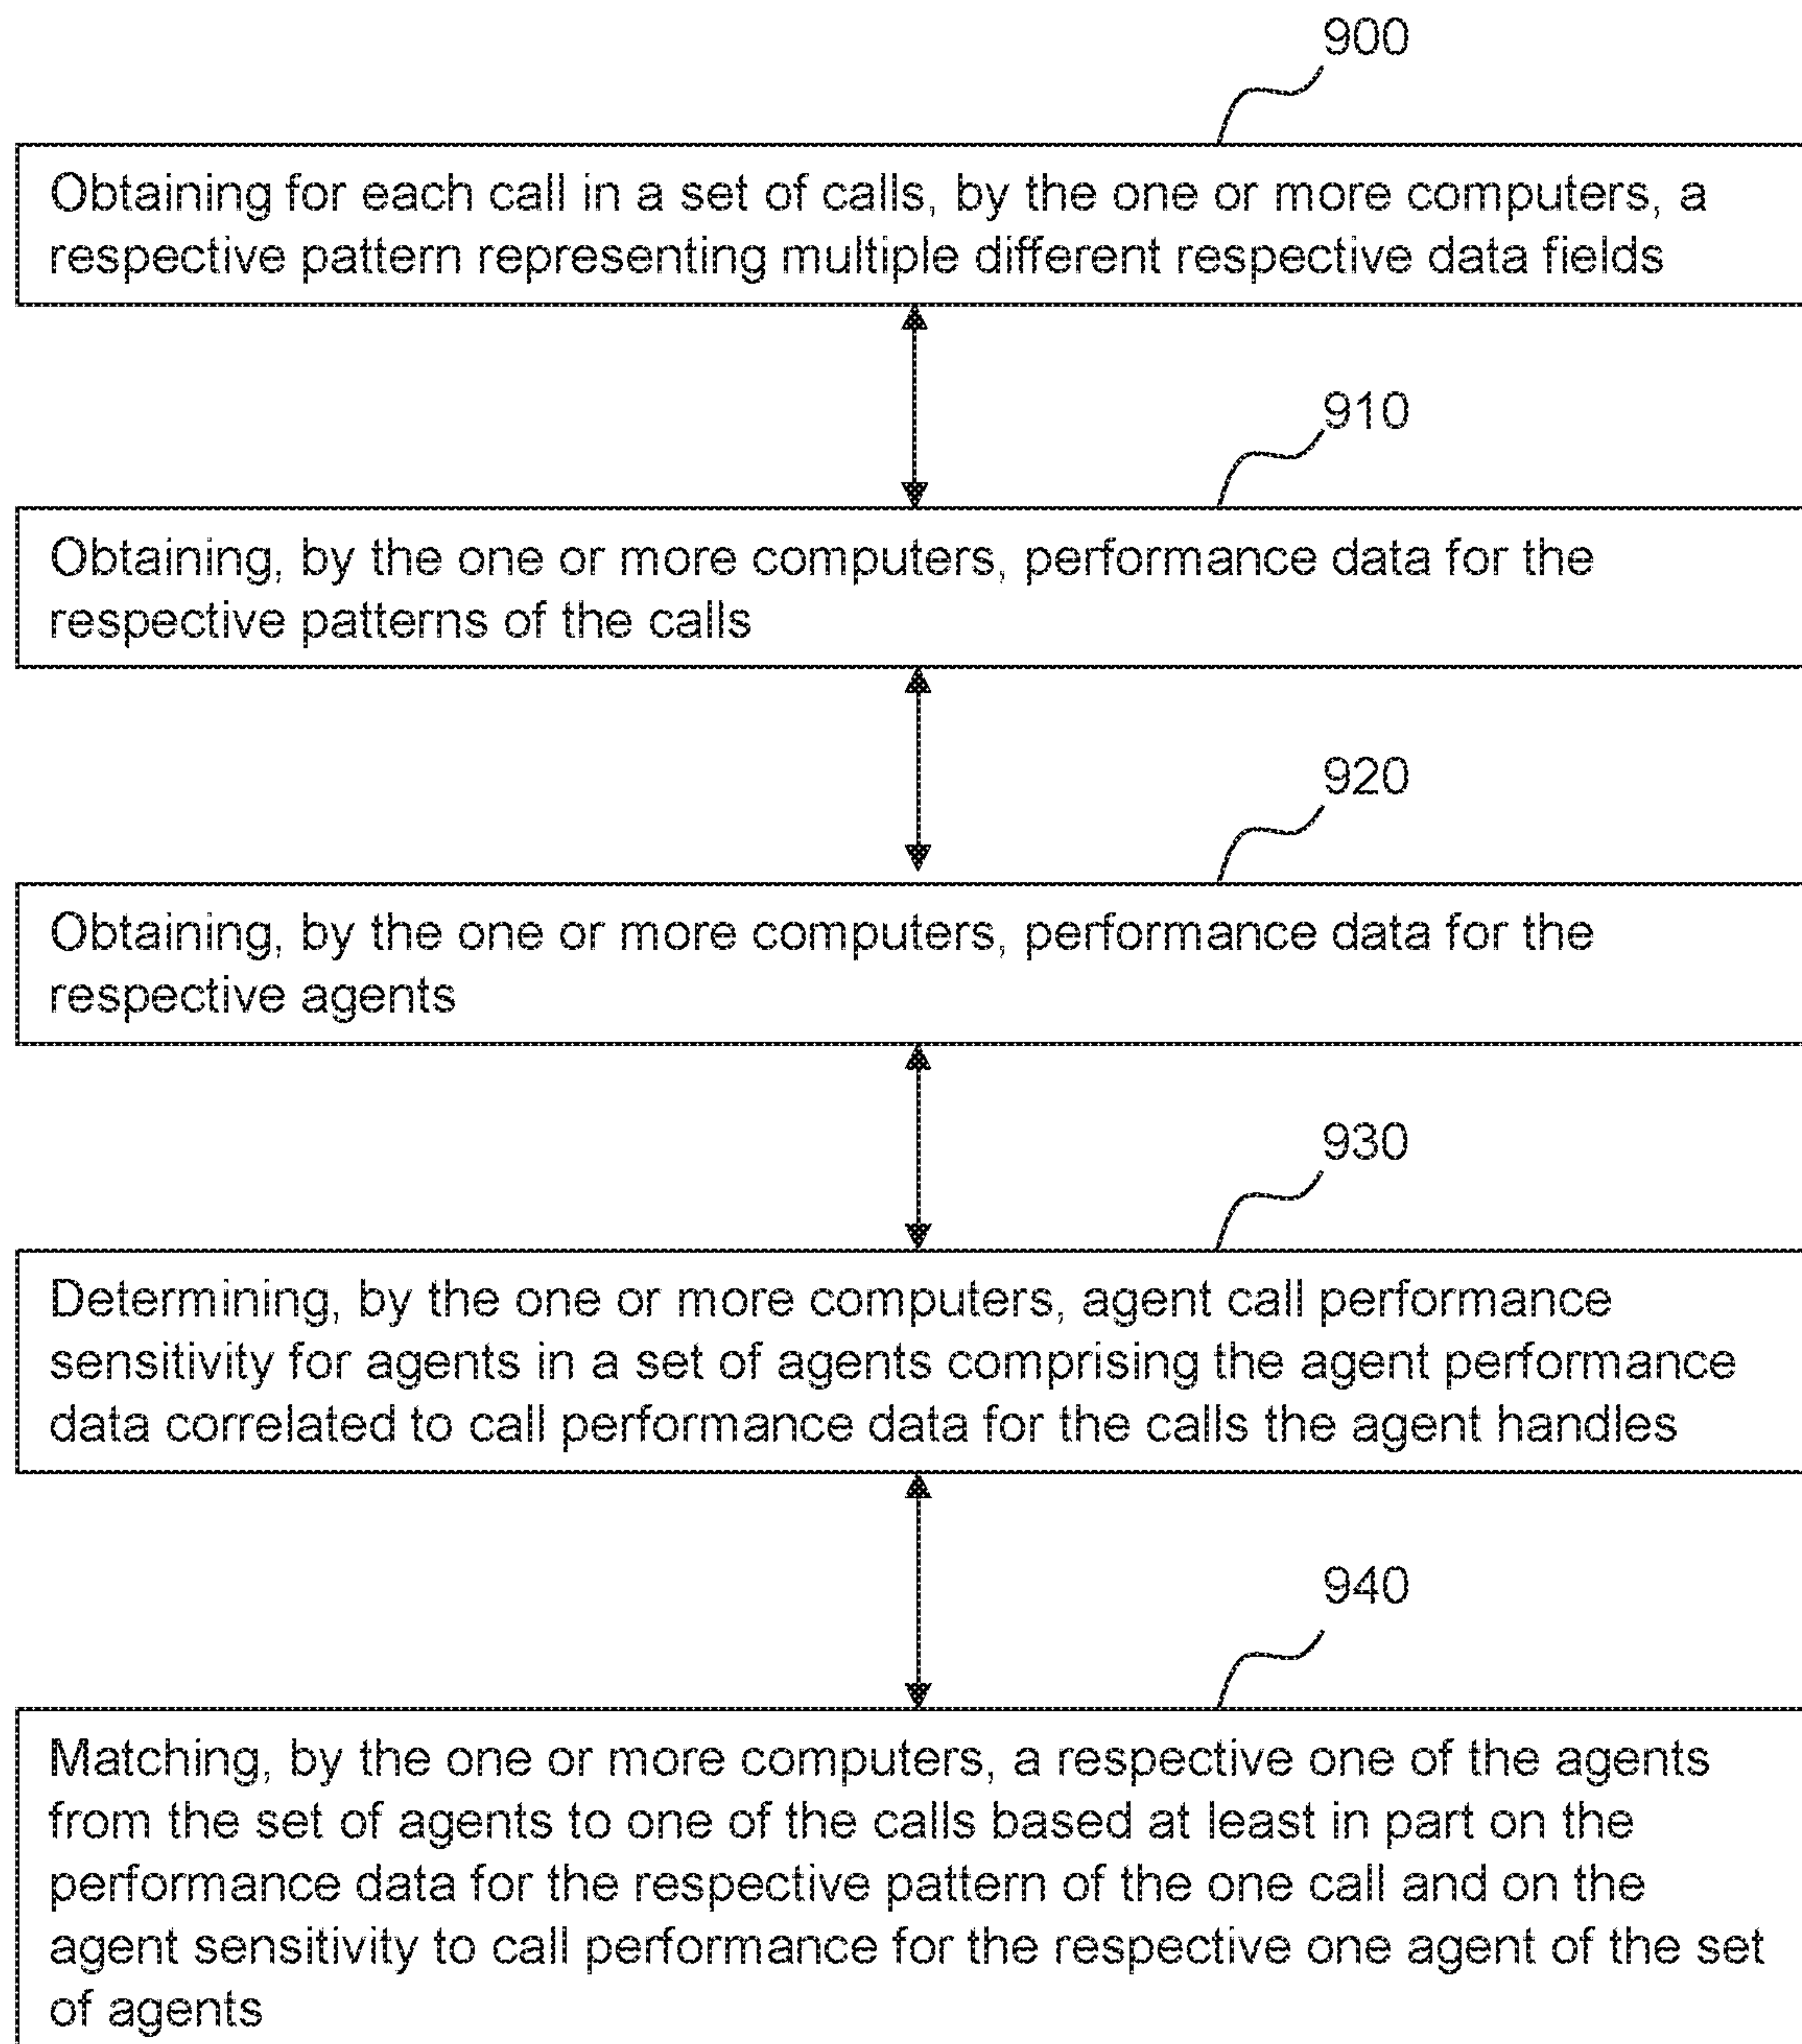 900
Obtaining for each call in a set of calls, by the one or more computers, a
respective pattern representing multiple different respective data fields
910
Obtaining, by the one or more computers, performance data for the
respective patterns of the calls
920
Obtaining, by the one or more computers, performance data for the
respective agents
930
Determining, by the one or more computers, agent call performance
sensitivity for agents in a set of agents comprising the agent performance
data correlated to call performance data for the calls the agent handles
940
Matching, by the one or more computers, a respective one of the agents
from the set of agents to one of the calls based at least in part on the
performance data for the respective pattern of the one call and on the
agent sensitivity to call performance for the respective one agent of the set
of agents